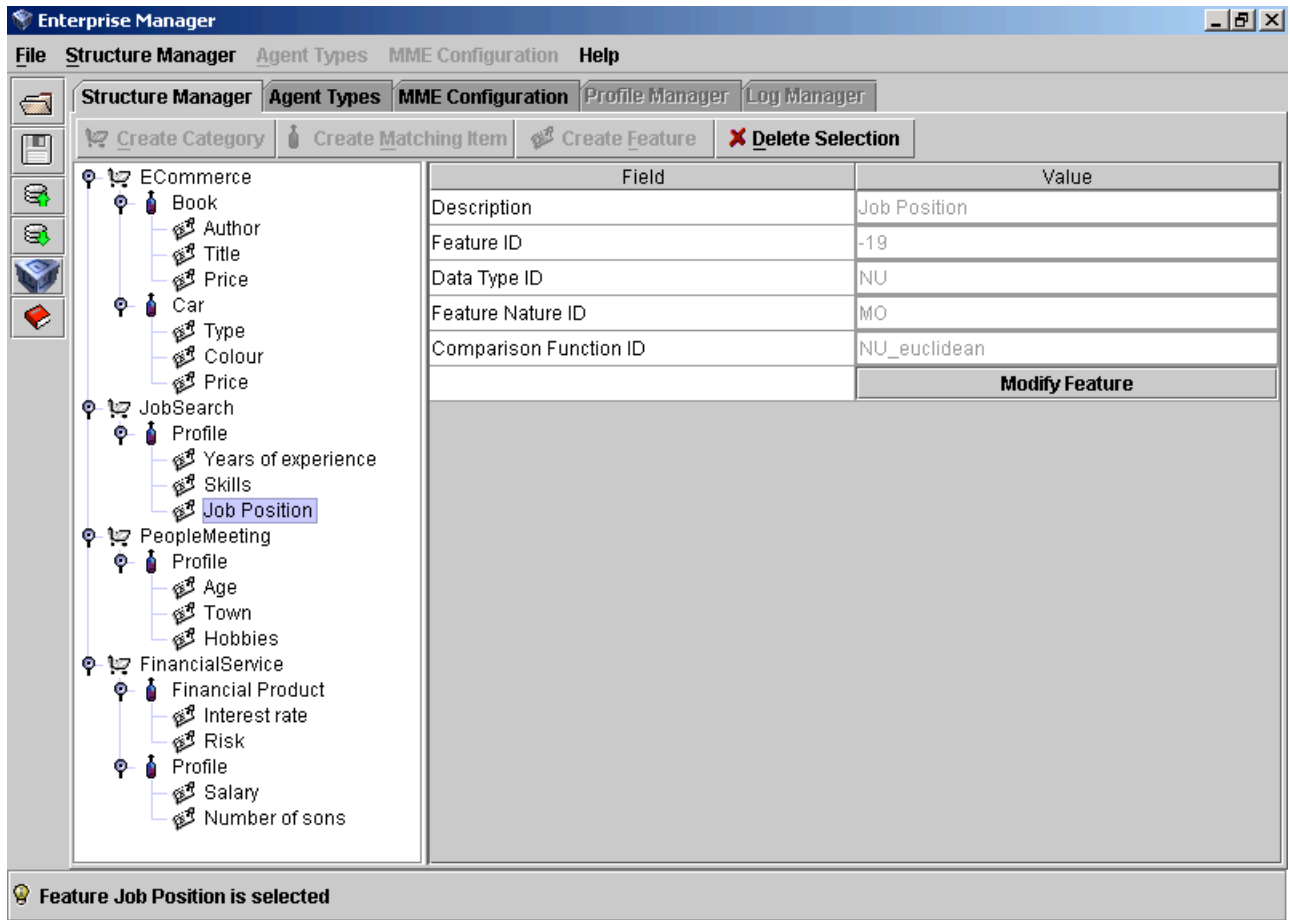 Enterprise Manager
File Structure Manager Agent Types MME Configuration Help
Structure Manager Agent Types MME Configuration Profile Manager Log Manager
Create Category Create Matching Item Create Feature Delete Selection
ECommerce
Book
Author
Title
Price
Car
Type
Colour
Price
JobSearch
Profile
Years of experience
Skills
Job Position
PeopleMeeting
Profile
Age
Town
Hobbies
FinancialService
Financial Product
Interest rate
Risk
Profile
Salary
Number of sons
Field Value
Description Job Position
Feature ID -19
Data Type ID NU
Feature Nature ID MO
Comparison Function ID NU_euclidean
Modify Feature
Feature Job Position is selected